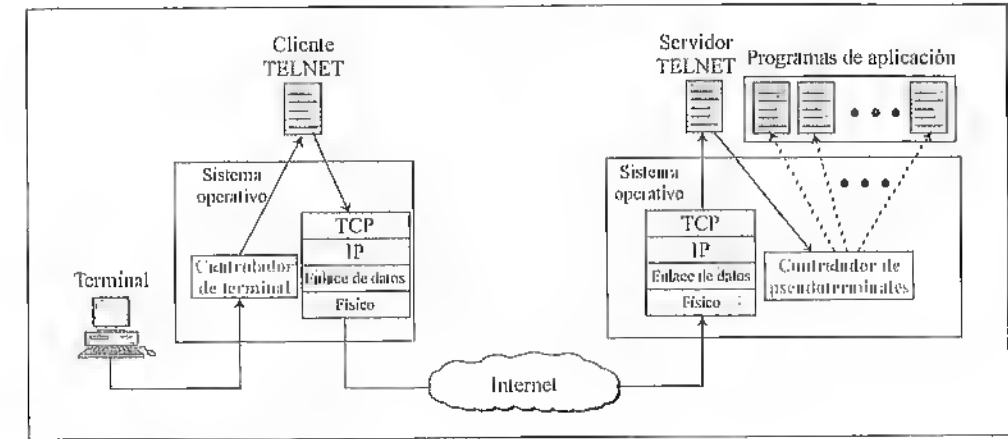 Cliente
TELNET
Servidor
TELNET
Programas de aplicación
Sistema
operativo
TCP
IP
Enlace de datos
Físico
Controlador
de terminal
Terminal
Internet
Sistema
operativo
TCP
IP
Enlace de datos
Físico
Controlador de
pseudoterminales